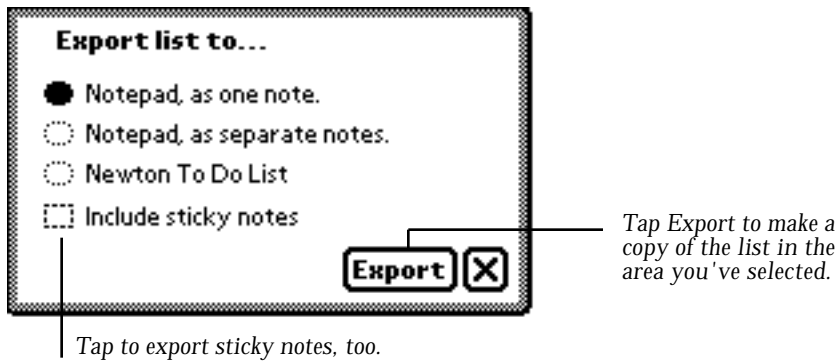 Export list to...
Notepad, as one note.
Notepad, as separate notes.
Newton To Do List
Include sticky notes
Export
Tap Export to make a
copy of the list in the
area you've selected.
Tap to export sticky notes, too.